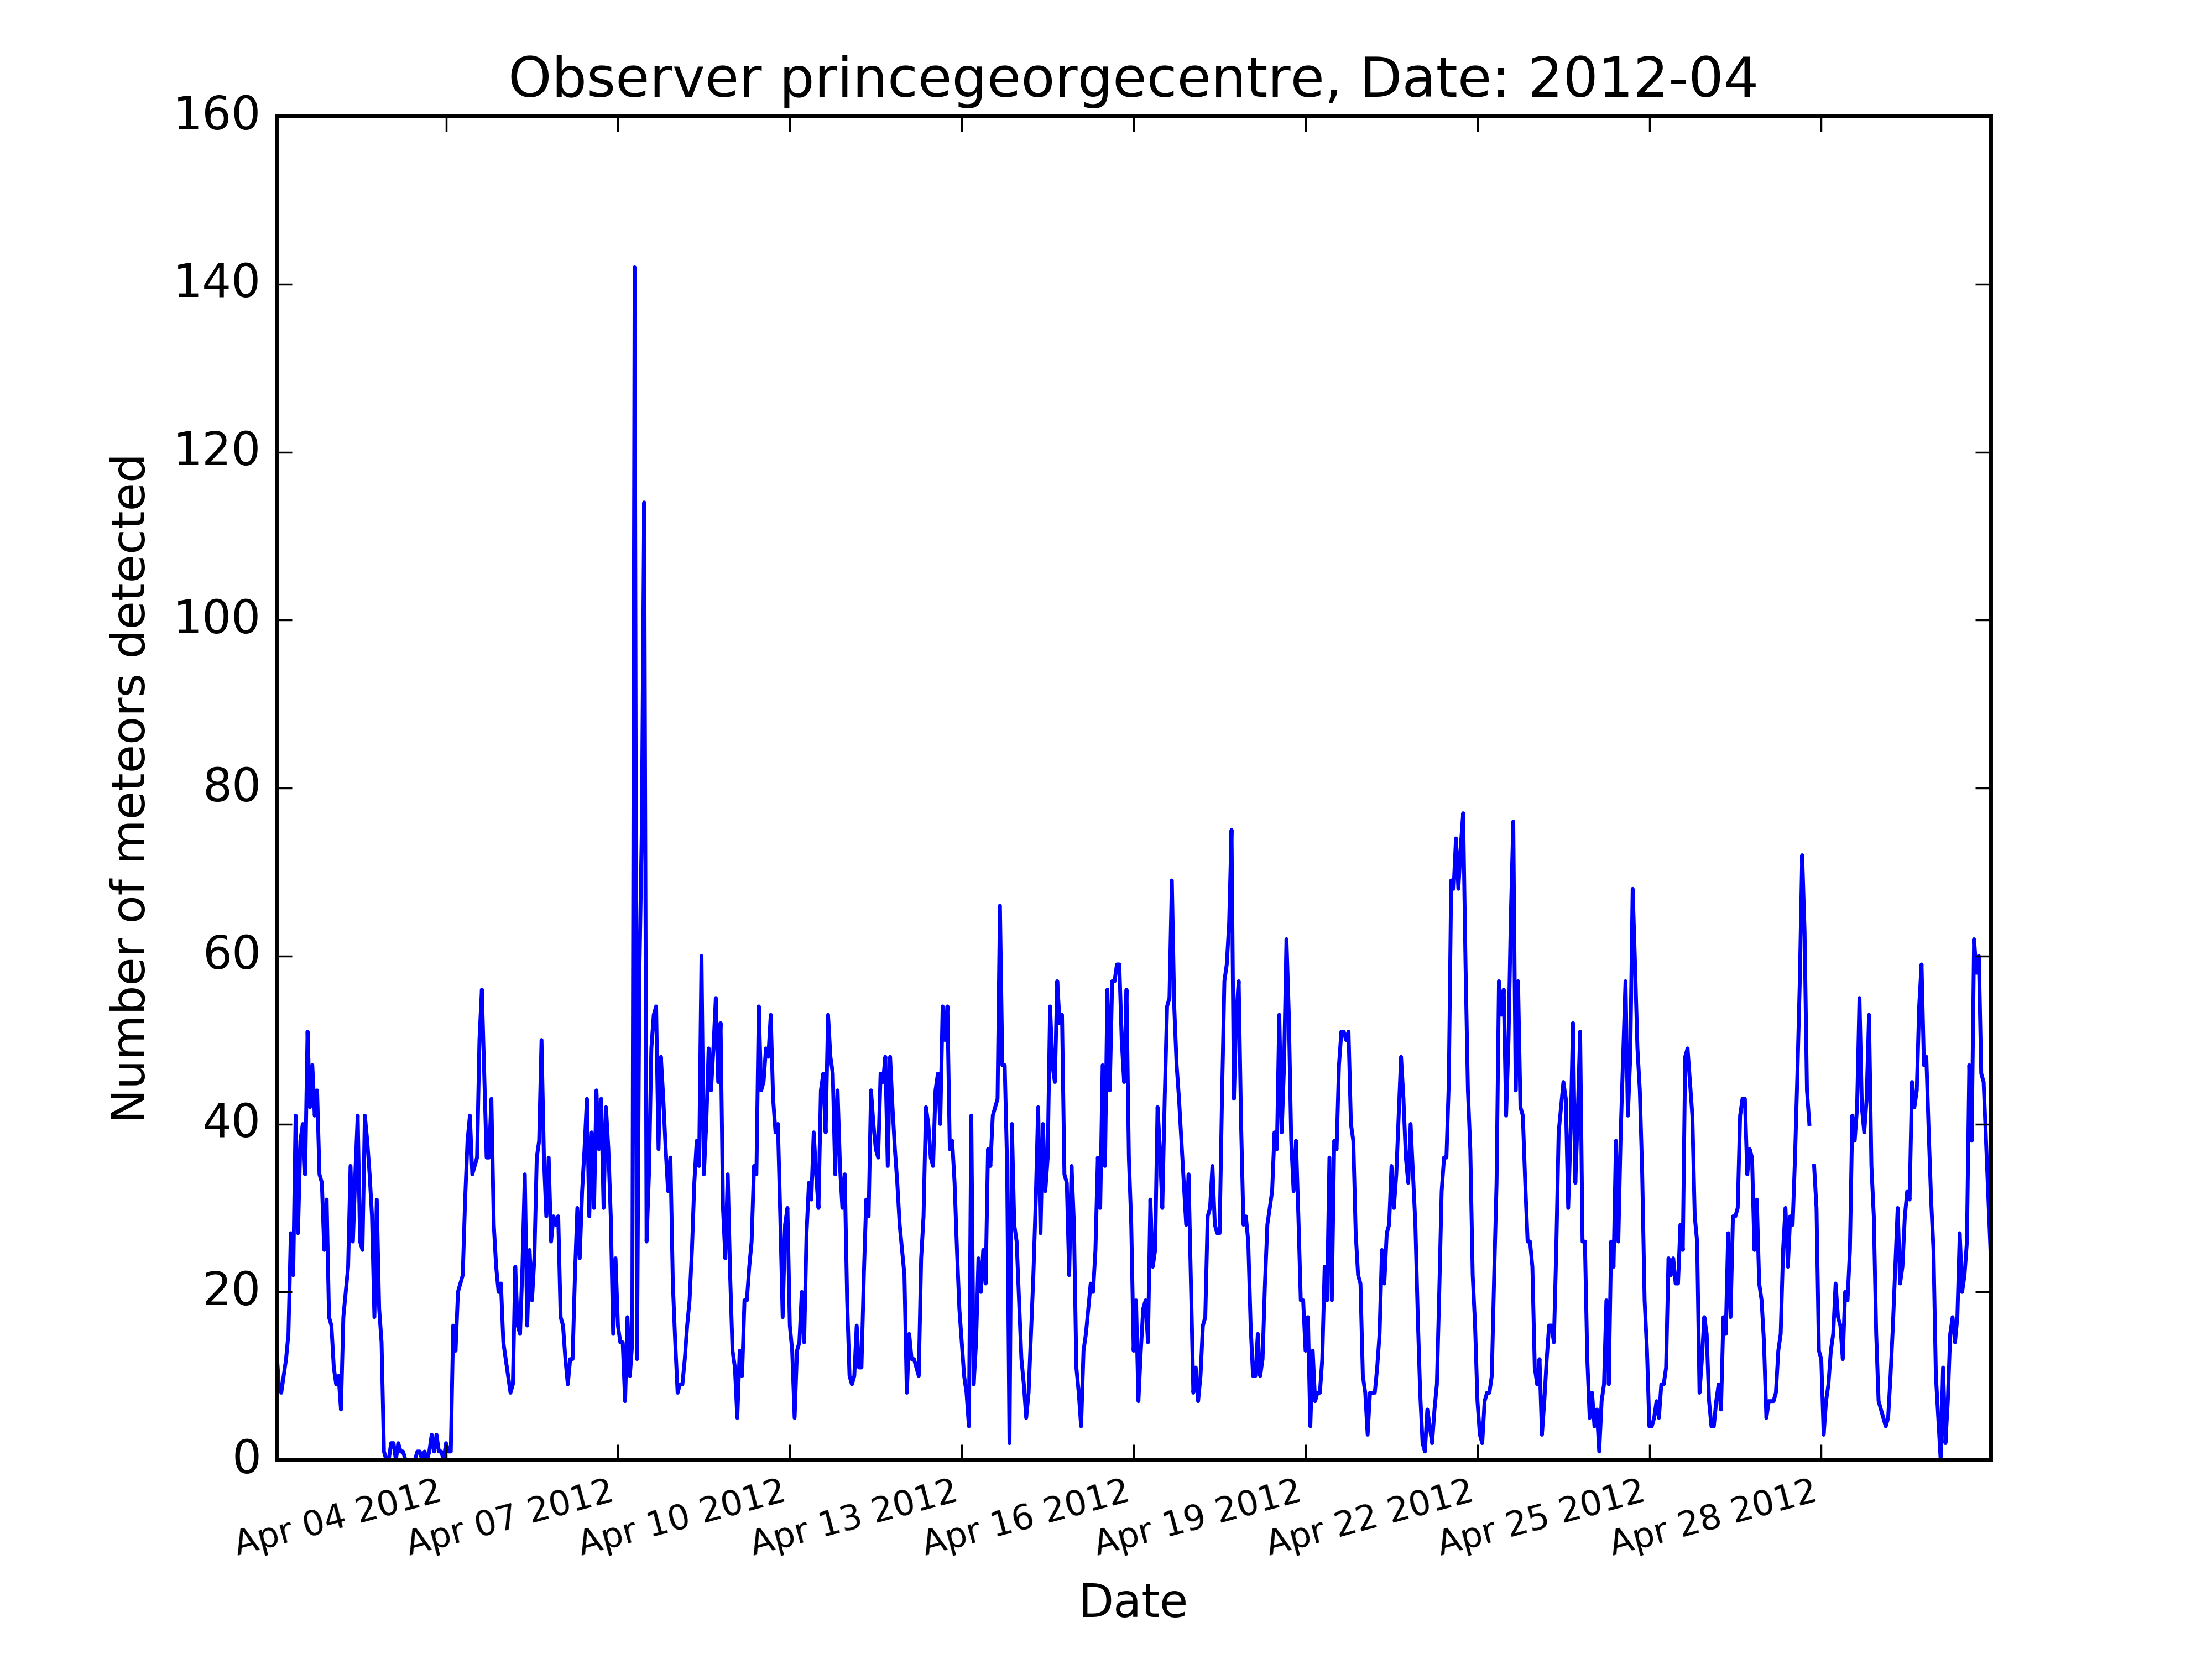 Observer princegeorgecentre, Date: 2012-04
160
140
120
100
80
60
40
20
0
Number of meteors detected
Apr 04 2012
Apr 07 2012
Apr 10 2012
Apr 13 2012
Apr 16 2012
Apr 19 2012
Apr 22 2012
Apr 25 2012
Apr 28 2012
Date